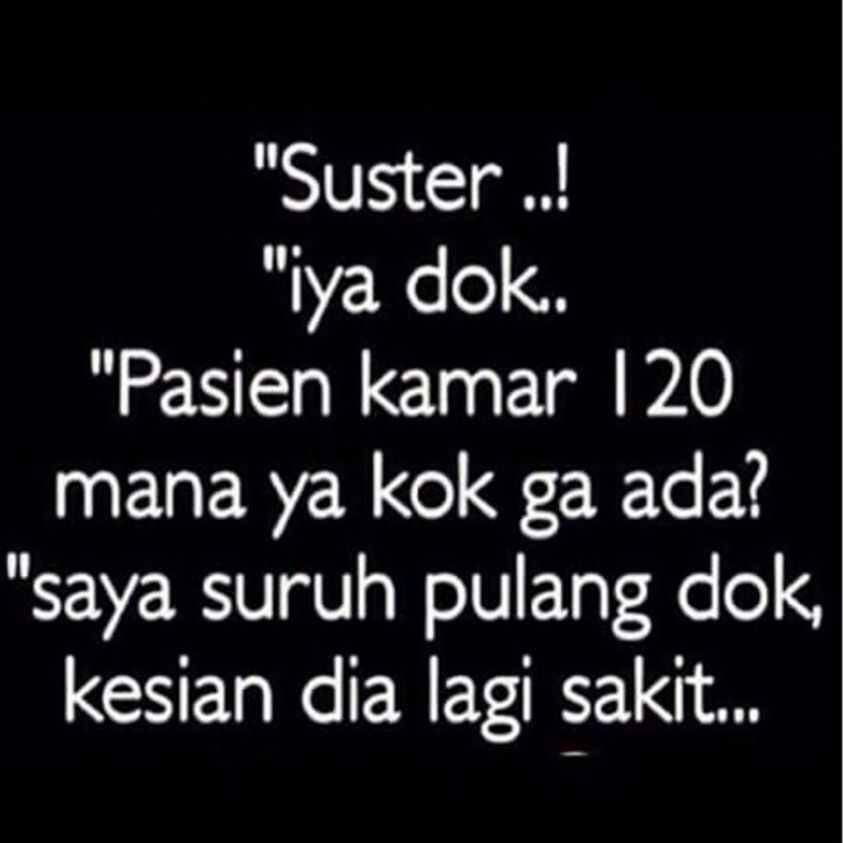 "Suster ..!
"iya dok..
"Pasien kamar 120
mana ya kok ga ada?
"saya suruh pulang dok,
kesian dia lagi sakit...